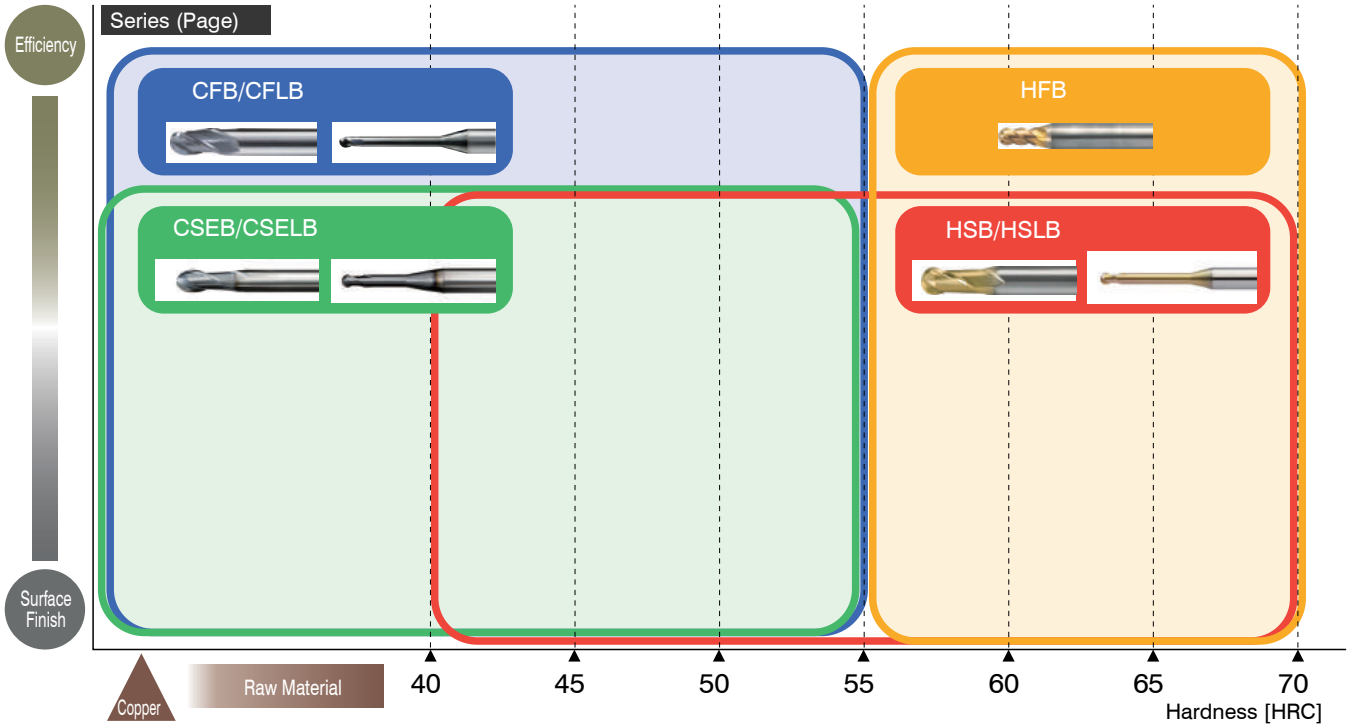 Series (Page)
Efficiency
CFB/CFLB
HFB
CSEB/CSELB
HSB/HSLB
Surface
Finish
Copper
Raw Material
40
45
50
55
60
65
70
Hardness [HRC]